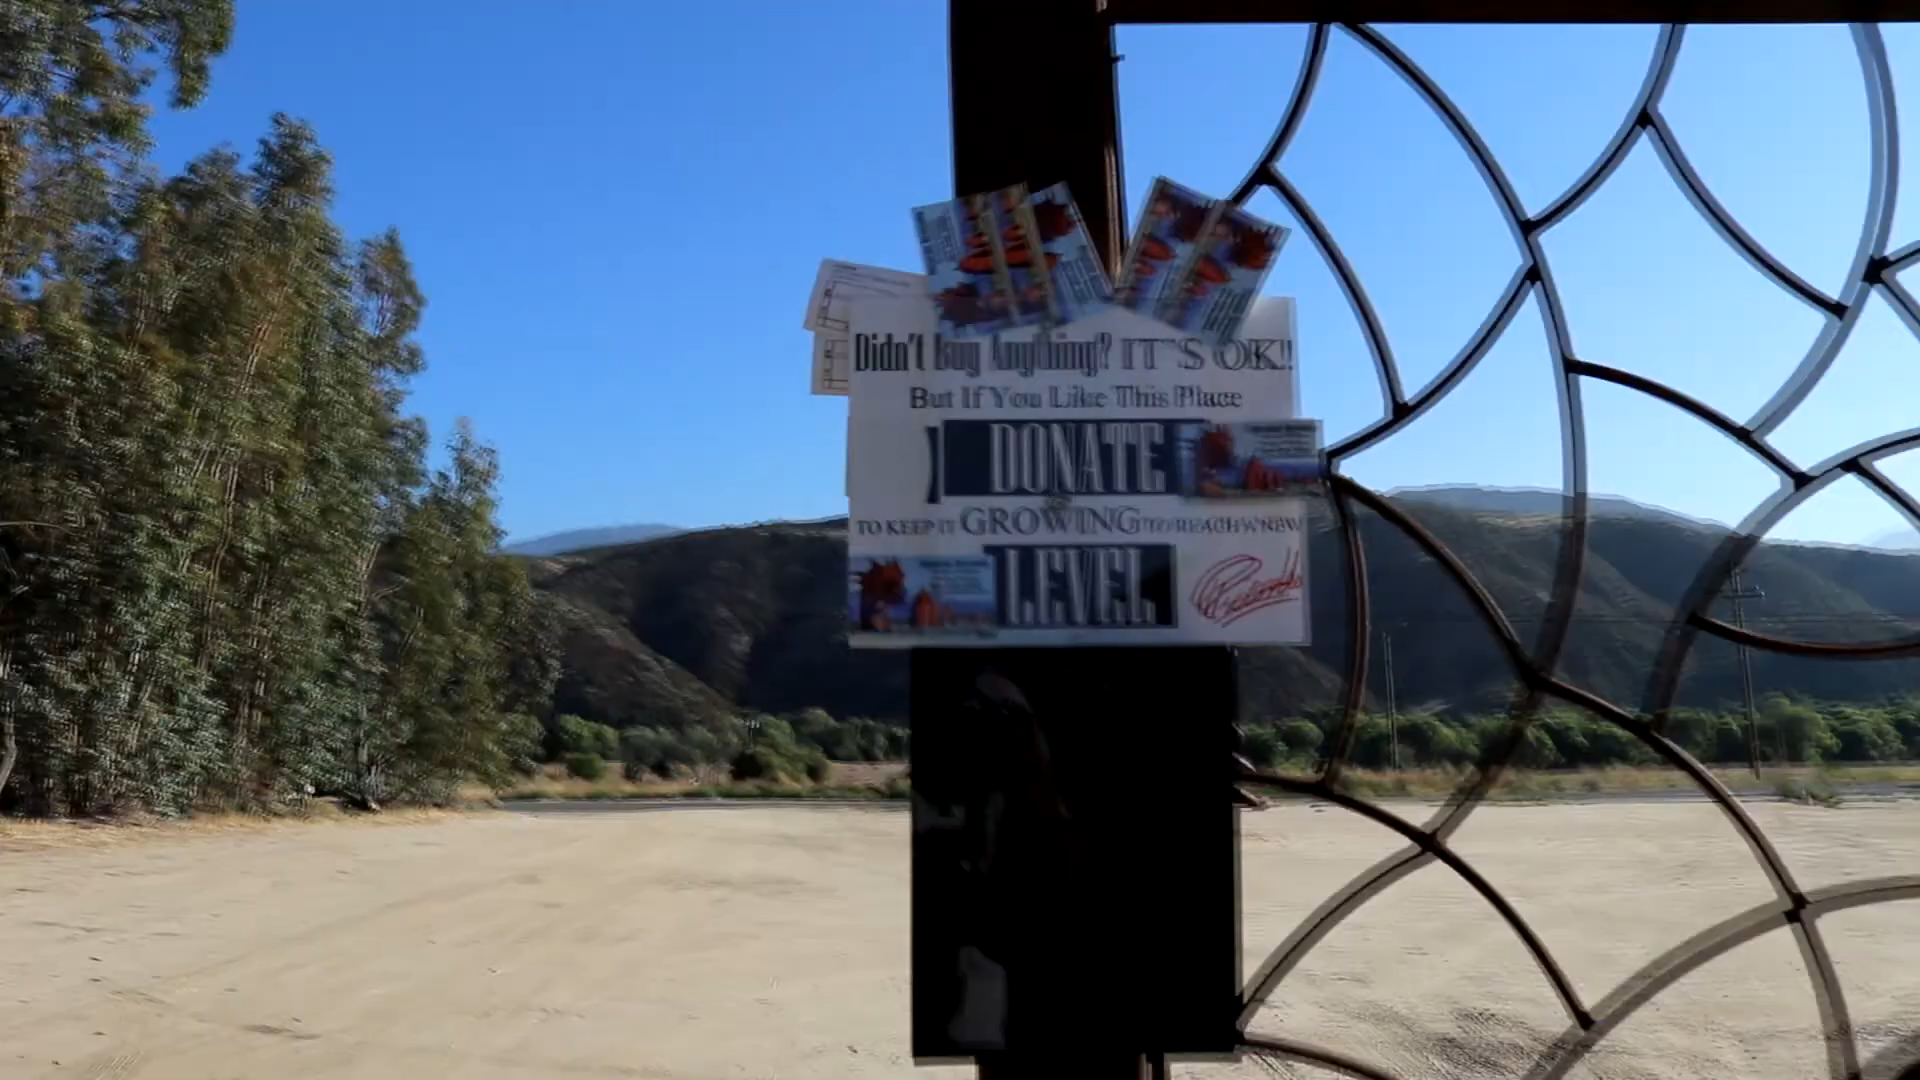 Didn't Buy Anything? IT'S OK!!
But If You Like This Place
DONATE
TO KEEP IT GROWING TO REACH NEW
LEVEL